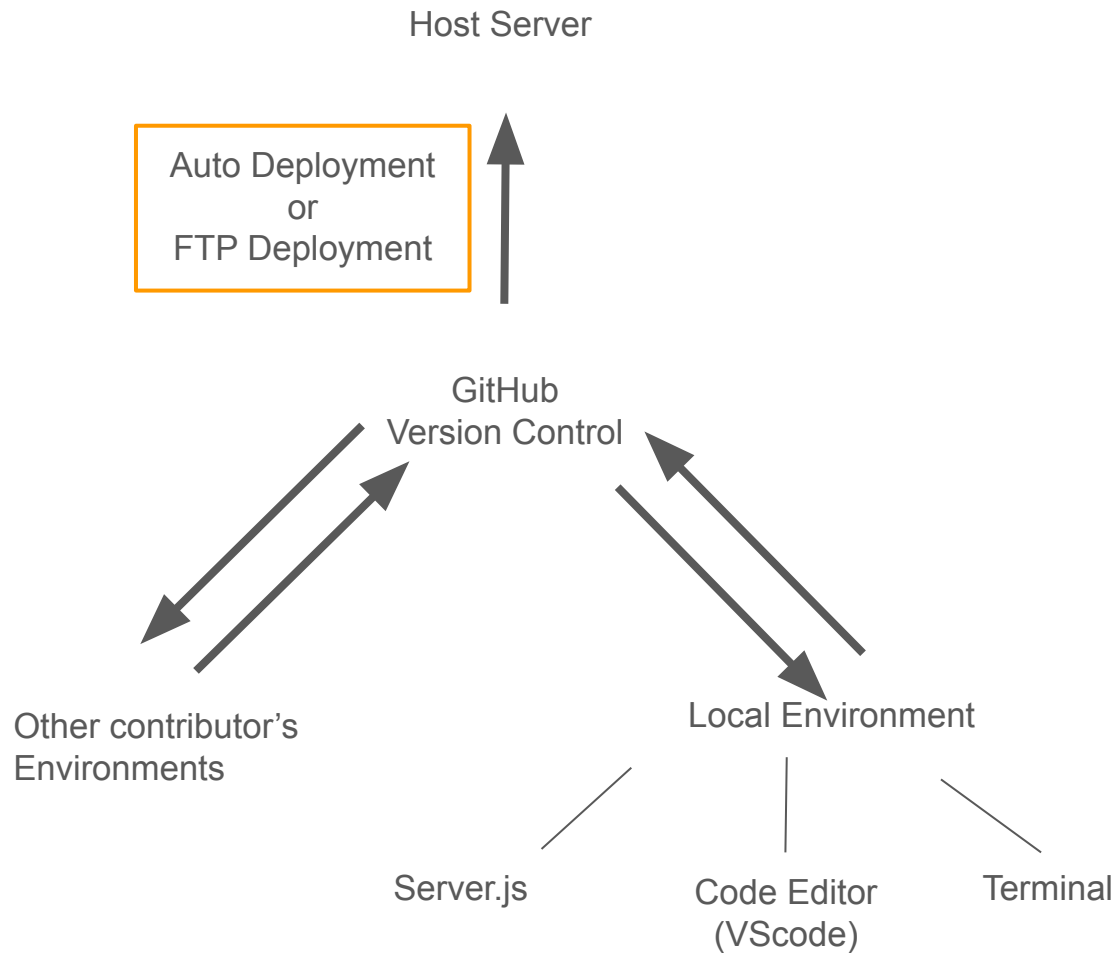 Host Server
Auto Deployment
or
FTP Deployment
GitHub
Version Control
Other contributor’s
Environments
Local Environment
Server.js
Code Editor
(VScode)
Terminal